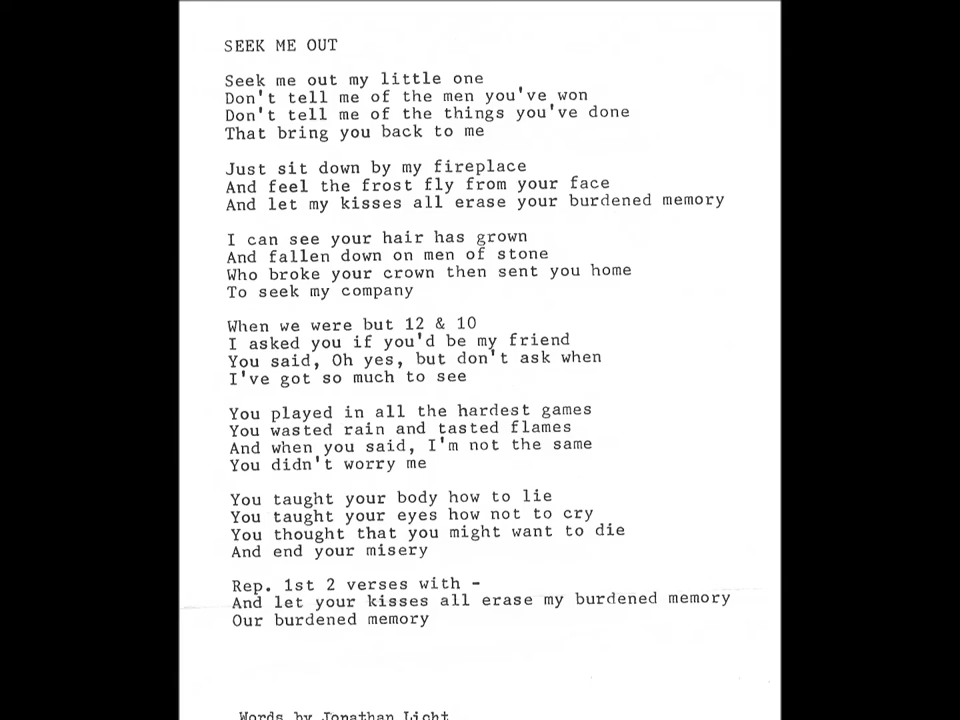 SEEK ME OUT
Seek me out my little one
Don't tell me of the men you've won
Don't tell me of the things you've done
That bring you back to me
Just sit down by my fireplace
And feel the frost fly from your face
And let my kisses all erase your burdened memory
I can see your hair has grown
And fallen down on men of stone
Who broke your crown then sent you home
To seek my company
When we were but 12 & 10
I asked you if you'd be my friend
You said, Oh yes, but don't ask when
I've got so much to see
You played in all the hardest games
You wasted rain and tasted flames
And when you said, I'm not the same
You didn't worry me
You taught your body how to lie
You taught your eyes how not to cry
You thought that you might want to die
And end your misery
Rep. 1st 2 verses with -
And let your kisses all erase my burdened memory
Our burdened memory
Words by Jonathan Licht